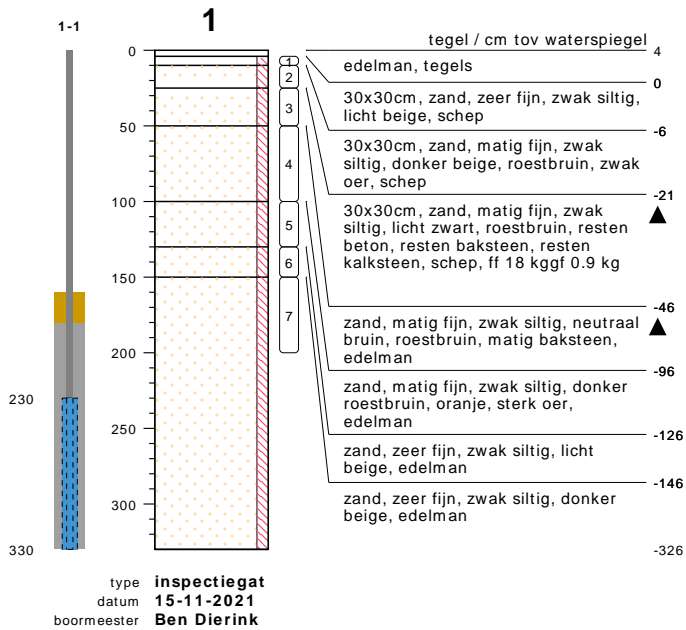 1-1
1
tegel / cm tov waterspiegel
0
50
100
150
200
250
300
230
330
1
2
3
4
5
6
7
4
edelman, tegels
0
30x30cm, zand, zeer fijn, zwak siltig,
licht beige, schep
-6
30x30cm, zand, matig fijn, zwak
siltig, donker beige, roestbruin, zwak
oer, schep
-21
30x30cm, zand, matig fijn, zwak
siltig, licht zwart, roestbruin, resten
beton, resten baksteen, resten
kalksteen, schep, ff 18 kggf 0.9 kg
-46
zand, matig fijn, zwak siltig, neutraal
bruin, roestbruin, matig baksteen,
edelman
-96
zand, matig fijn, zwak siltig, donker
roestbruin, oranje, sterk oer,
edelman
-126
zand, zeer fijn, zwak siltig, licht
beige, edelman
-146
zand, zeer fijn, zwak siltig, donker
beige, edelman
-326
type inspectiegat
datum 15-11-2021
boormeester Ben Dierink